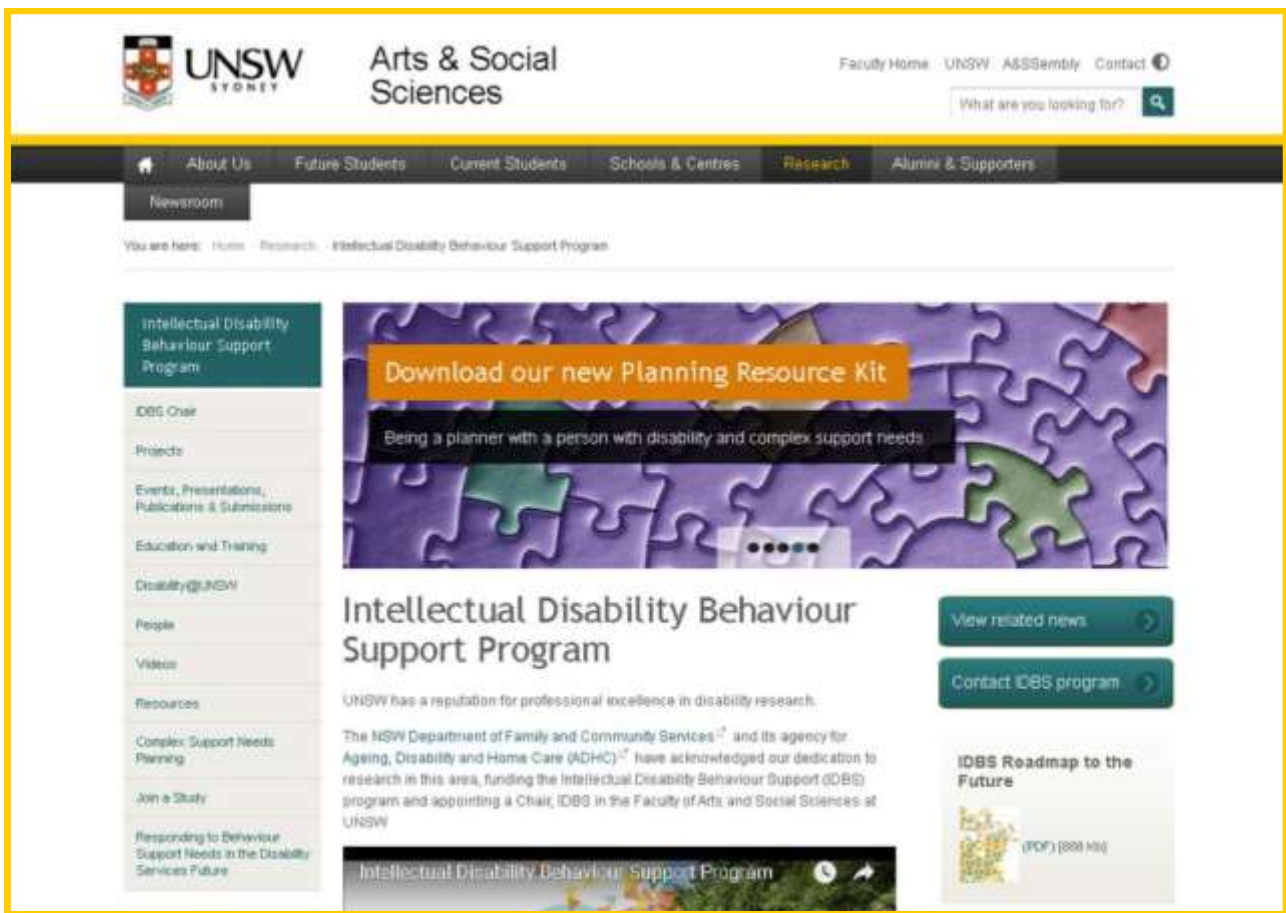 UNSW
SYDNEY
Arts & Social
Sciences
Faculty Home UNSW A&SSembly Contact
What are you looking for?
About Us Future Students Current Students Schools & Centres Research Alumni & Supporters
Newsroom
You are here: Home Research Intellectual Disability Behaviour Support Program
Intellectual Disability
Behaviour Support
Program
IDBS Chair
Projects
Events, Presentations,
Publications & Submissions
Education and Training
Disability@UNSW
People
Videos
Resources
Complex Support Needs
Planning
Join a Study
Responding to Behaviour
Support Needs in the Disability
Services Future
Download our new Planning Resource Kit
Being a planner with a person with disability and complex support needs
Intellectual Disability Behaviour
Support Program
UNSW has a reputation for professional excellence in disability research.
The NSW Department of Family and Community Services and its agency for
Ageing, Disability and Home Care (ADHC) have acknowledged our dedication to
research in this area, funding the Intellectual Disability Behaviour Support (IDBS)
program and appointing a Chair, IDBS in the Faculty of Arts and Social Sciences at
UNSW
Intellectual Disability Behaviour Support Program
View related news
Contact IDBS program
IDBS Roadmap to the
Future
(PDF) [888 kb]